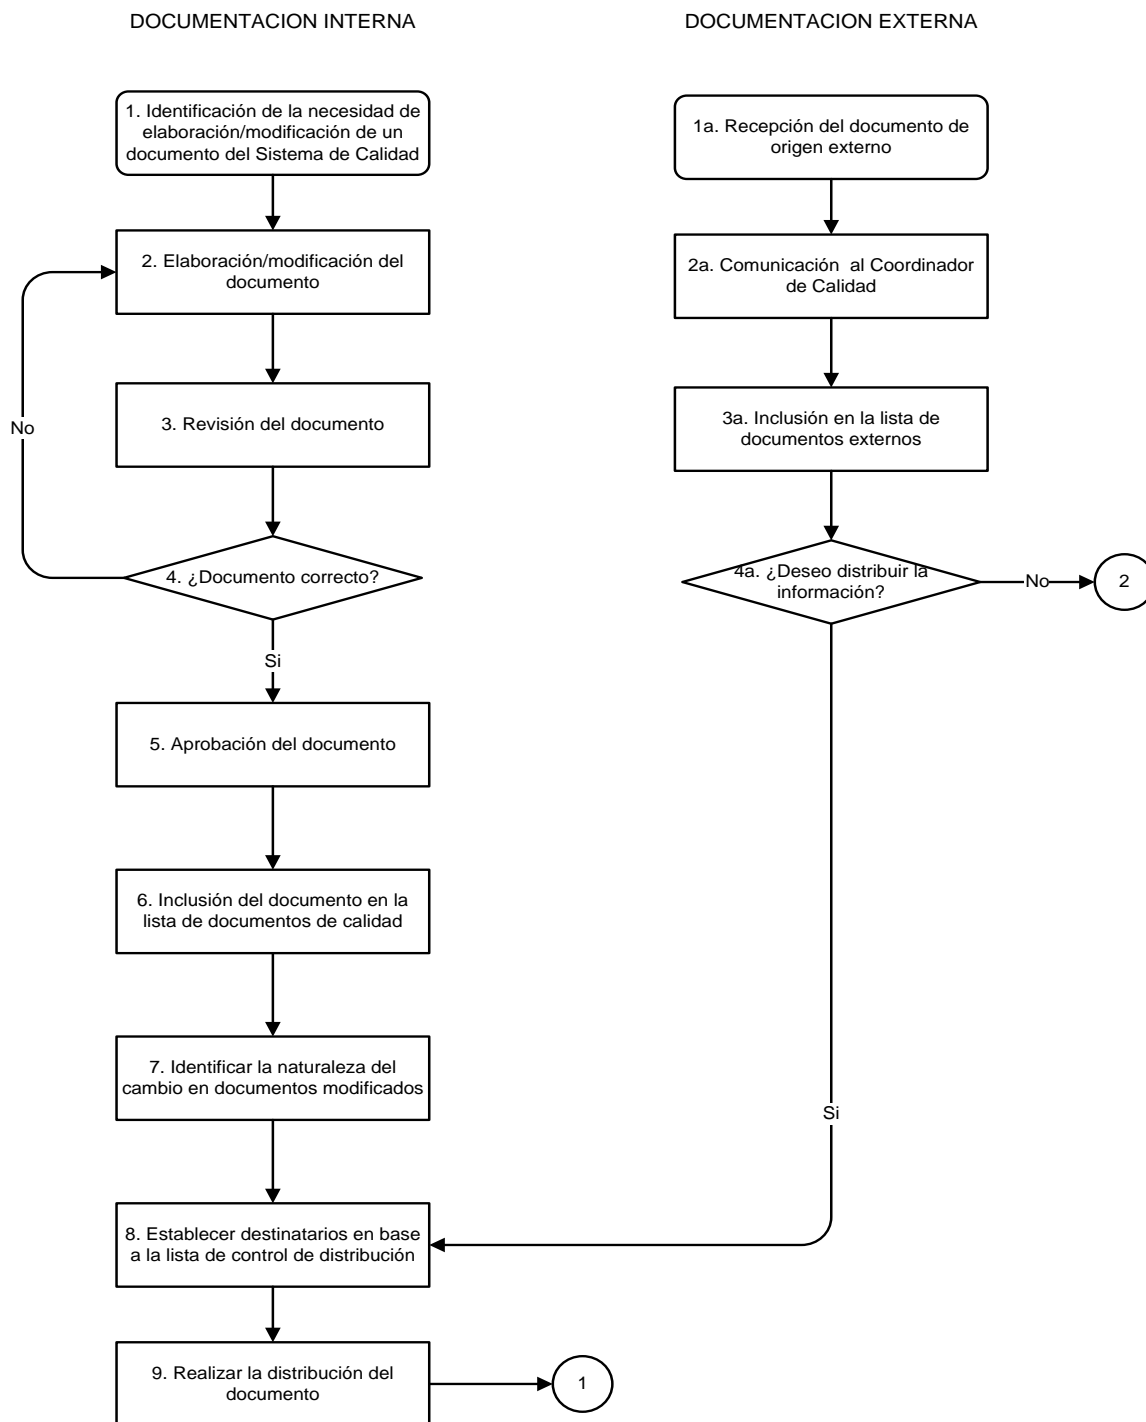 DOCUMENTACION INTERNA
DOCUMENTACION EXTERNA
1. Identificación de la necesidad de
elaboración/modificación de un
documento del Sistema de Calidad
1a. Recepción del documento de
origen externo
2. Elaboración/modificación del
documento
2a. Comunicación al Coordinador
de Calidad
3. Revisión del documento
3a. Inclusión en la lista de
documentos externos
No
4. ¿Documento correcto?
4a. ¿Deseo distribuir la
información?
No
2
Si
5. Aprobación del documento
6. Inclusión del documento en la
lista de documentos de calidad
7. Identificar la naturaleza del
cambio en documentos modificados
Si
8. Establecer destinatarios en base
a la lista de control de distribución
9. Realizar la distribución del
documento
1